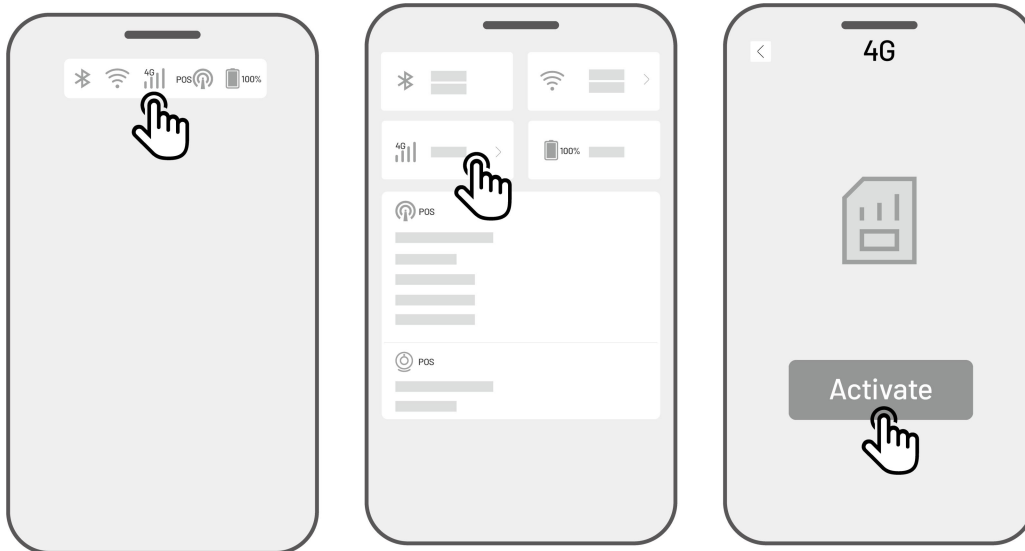 4G POS 100%
4G 100%
POS
POS
4G
Activate